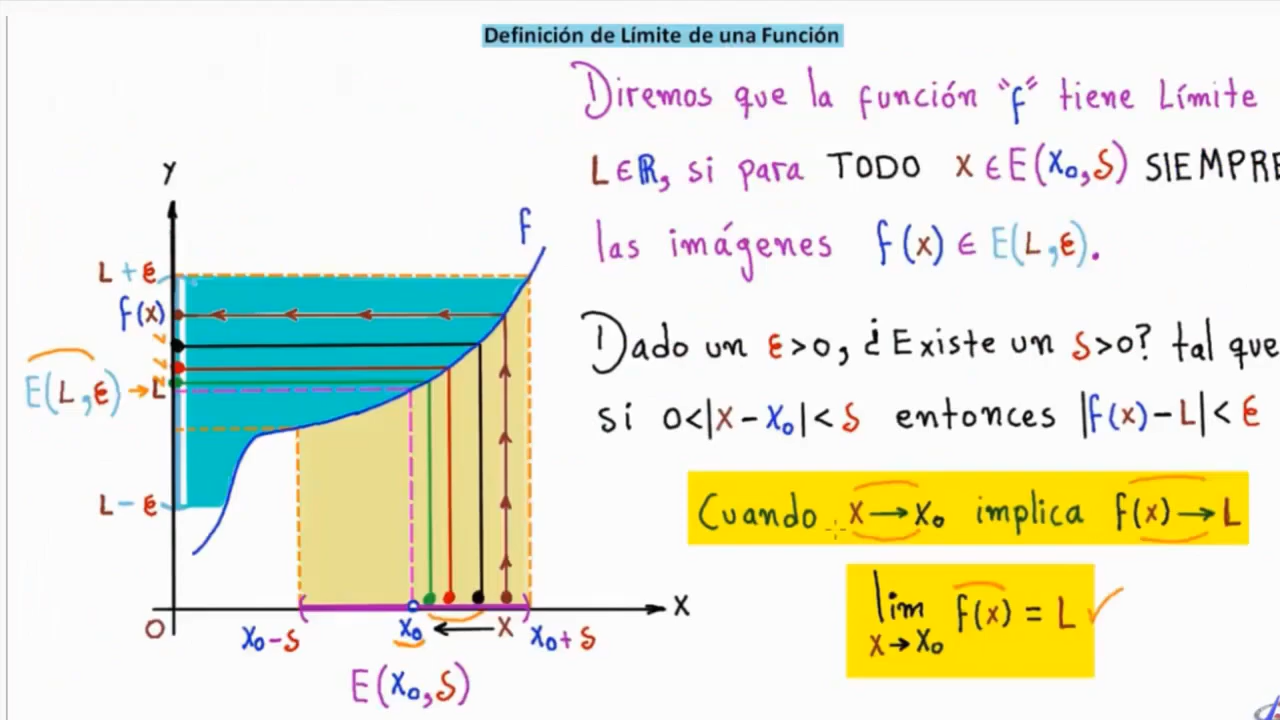 Definición de Límite de una Función
Diremos que la función "f" tiene Límite
L∈ℝ, si para TODO x∈E(x₀,δ) SIEMPRE
las imágenes f(x)∈E(L,ε).
Dado un ε>0, ¿Existe un δ>0? tal que
si 0<|x-x₀|<δ entonces |f(x)-L|<ε
Cuando x→x₀ implica f(x)→L
lim f(x) = L
x→x₀
Y
f
L+ε
f(x)
E(L,ε)→L
L-ε
X
O
x₀-δ x₀ ← x x₀+δ
E(x₀,δ)